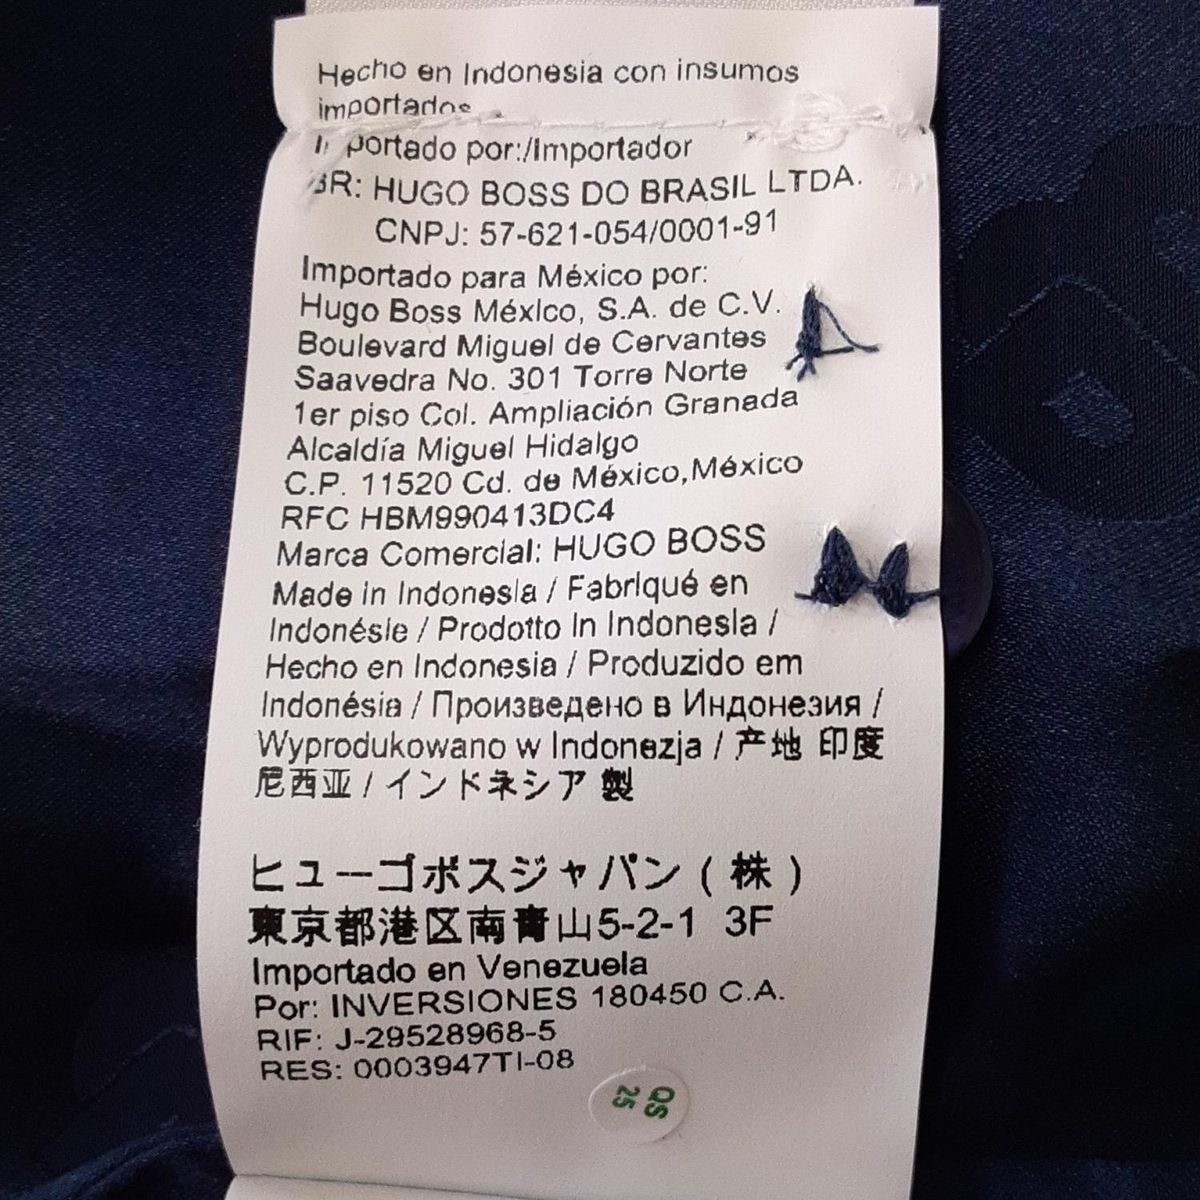 Hecho en Indonesia con insumos
importados
Importado por:/Importador
BR: HUGO BOSS DO BRASIL LTDA.
CNPJ: 57-621-054/0001-91
Importado para México por:
Hugo Boss México, S.A. de C.V.
Boulevard Miguel de Cervantes
Saavedra No. 301 Torre Norte
1er piso Col. Ampliación Granada
Alcaldía Miguel Hidalgo
C.P. 11520 Cd. de México,México
RFC HBM990413DC4
Marca Comercial: HUGO BOSS
Made in Indonesia / Fabriqué en
Indonésie / Prodotto in Indonesia /
Hecho en Indonesia / Produzido em
Indonésia / Произведено в Индонезия /
Wyprodukowano w Indonezja / 产地 印度
尼西亚 / インドネシア 製
ヒューゴボスジャパン ( 株 )
東京都港区南青山5-2-1 3F
Importado en Venezuela
Por: INVERSIONES 180450 C.A.
RIF: J-29528968-5
RES: 0003947TI-08
QS
25